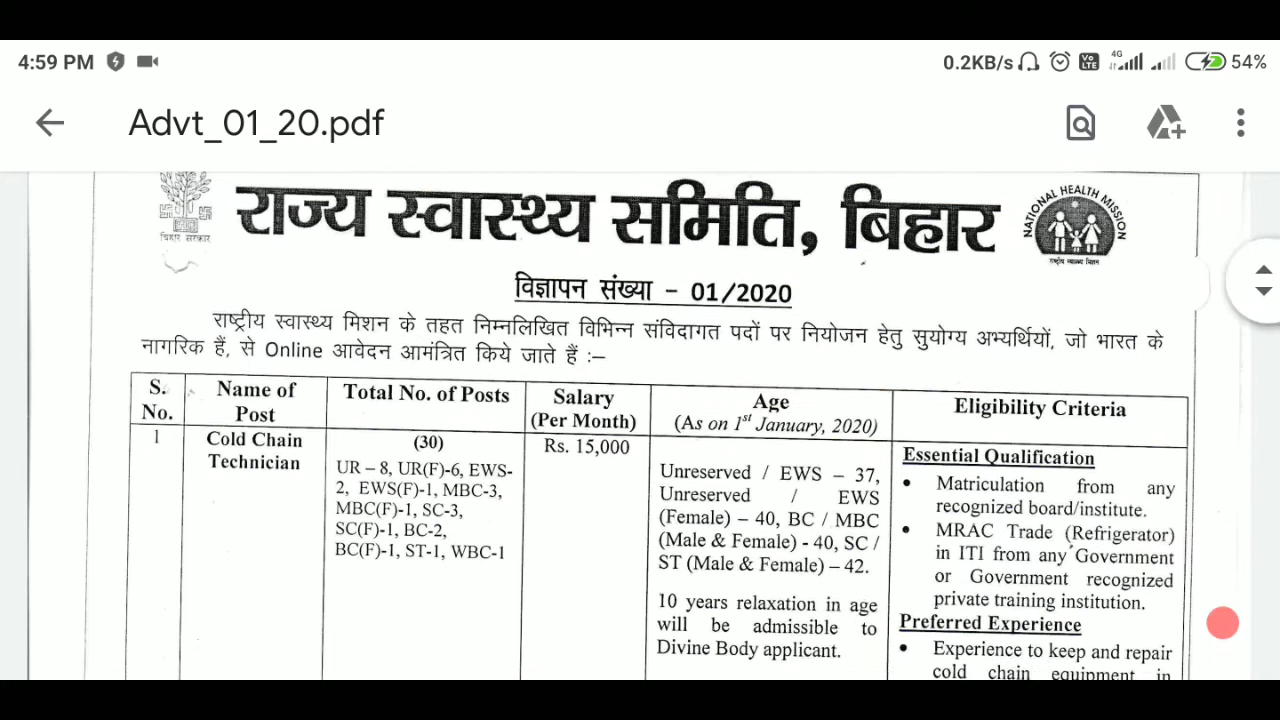 4:59 PM
0.2KB/s
4G
Vo
LTE
54%
Advt_01_20.pdf
बिहार सरकार
राज्य स्वास्थ्य समिति, बिहार
NATIONAL HEALTH MISSION
राष्ट्रीय स्वास्थ्य मिशन
विज्ञापन संख्या – 01/2020
राष्ट्रीय स्वास्थ्य मिशन के तहत निम्नलिखित विभिन्न संविदागत पदों पर नियोजन हेतु सुयोग्य अभ्यर्थियों, जो भारत के
नागरिक हैं, से Online आवेदन आमंत्रित किये जाते हैं :–
S.
No.
Name of
Post
Total No. of Posts
Salary
(Per Month)
Age
(As on 1st January, 2020)
Eligibility Criteria
1
Cold Chain
Technician
(30)
UR – 8, UR(F)-6, EWS-
2, EWS(F)-1, MBC-3,
MBC(F)-1, SC-3,
SC(F)-1, BC-2,
BC(F)-1, ST-1, WBC-1
Rs. 15,000
Unreserved / EWS – 37,
Unreserved / EWS
(Female) – 40, BC / MBC
(Male & Female) - 40, SC /
ST (Male & Female) – 42.
10 years relaxation in age
will be admissible to
Divine Body applicant.
Essential Qualification
• Matriculation from any
recognized board/institute.
• MRAC Trade (Refrigerator)
in ITI from any Government
or Government recognized
private training institution.
Preferred Experience
• Experience to keep and repair
cold chain equipment in